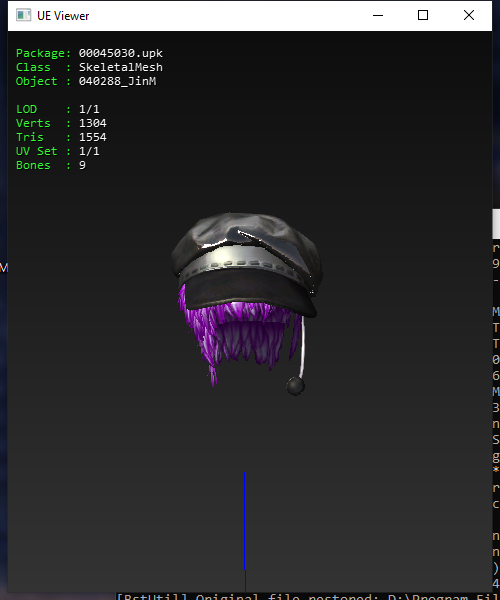 UE Viewer
Package: 00045030.upk
Class  : SkeletalMesh
Object : 040288_JinM
LOD    : 1/1
Verts  : 1304
Tris   : 1554
UV Set : 1/1
Bones  : 9
[BstUtil] Original file restored: D:\Program Fil